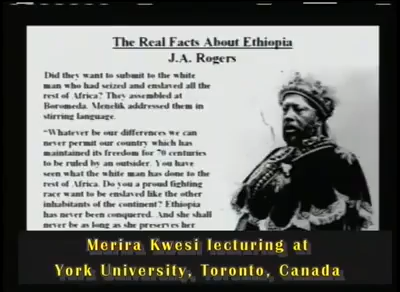 The Real Facts About Ethiopia
J.A. Rogers
Did they want to submit to the white
man who had seized and enslaved all the
rest of Africa? They assembled at
Boromeda. Menelik addressed them in
stirring language.
"Whatever be our differences we can
never permit our country which has
maintained its freedom for 70 centuries
to be ruled by an outsider. You have
seen what the white man has done to the
rest of Africa. Do you a proud fighting
race want to be enslaved like the other
inhabitants of the continent? Ethiopia
has never been conquered. And she shall
never be as long as she preserves her
Merira Kwesi lecturing at
York University, Toronto, Canada